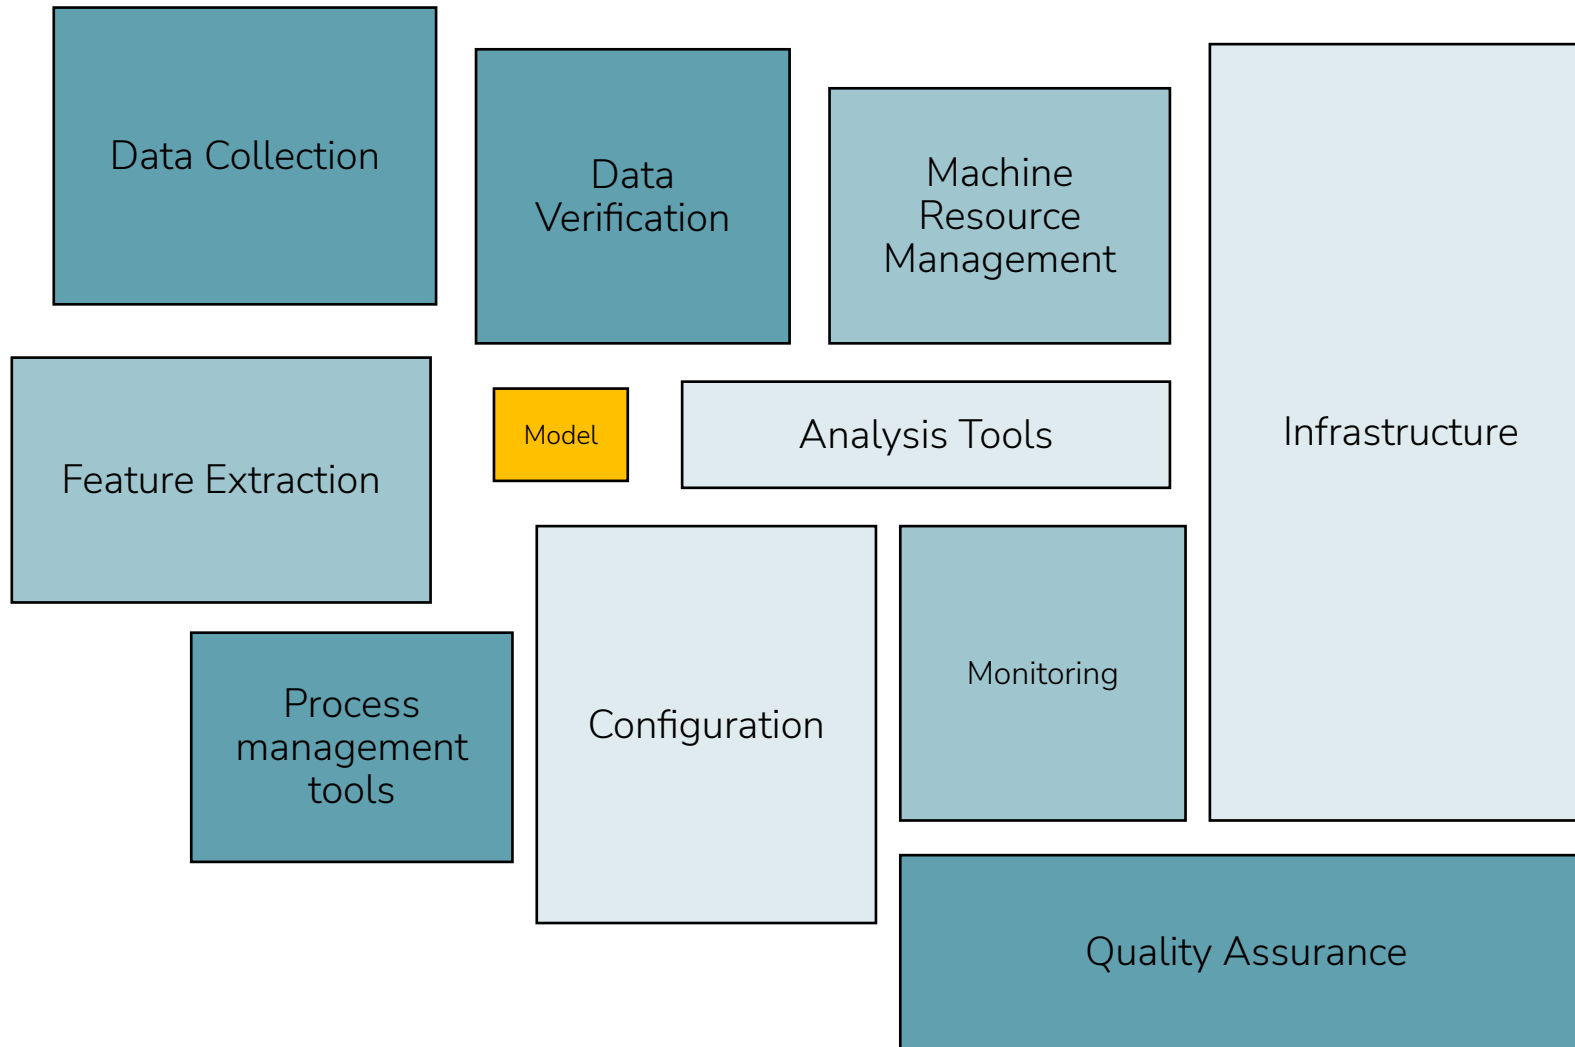 Data Collection
Data
Verification
Machine
Resource
Management
Infrastructure
Feature Extraction
Model
Analysis Tools
Process
management
tools
Configuration
Monitoring
Quality Assurance